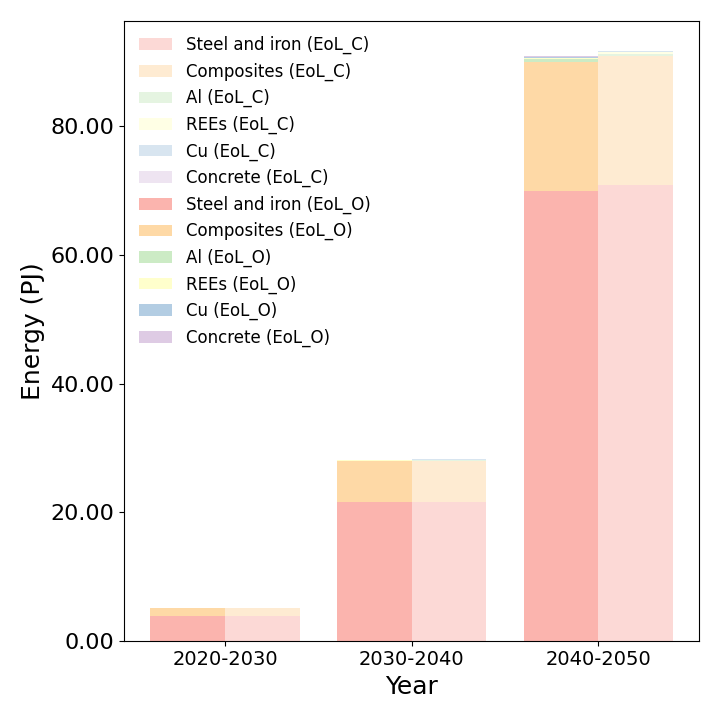 Steel and iron (EoL_C)
Composites (EoL_C)
Al (EoL_C)
REEs (EoL_C)
Cu (EoL_C)
Concrete (EoL_C)
Steel and iron (EoL_O)
Composites (EoL_O)
Al (EoL_O)
REEs (EoL_O)
Cu (EoL_O)
Concrete (EoL_O)
Energy (PJ)
80.00
60.00
40.00
20.00
0.00
2020-2030
2030-2040
2040-2050
Year